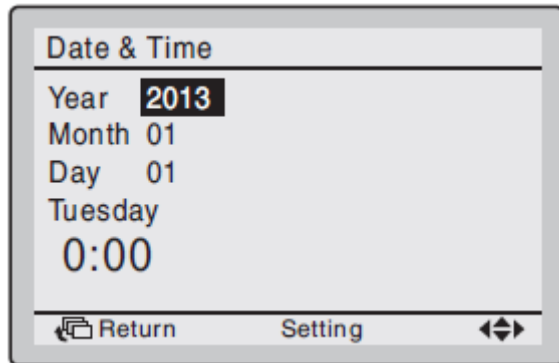 Date & Time
Year 2013
Month 01
Day 01
Tuesday
0:00
Return Setting